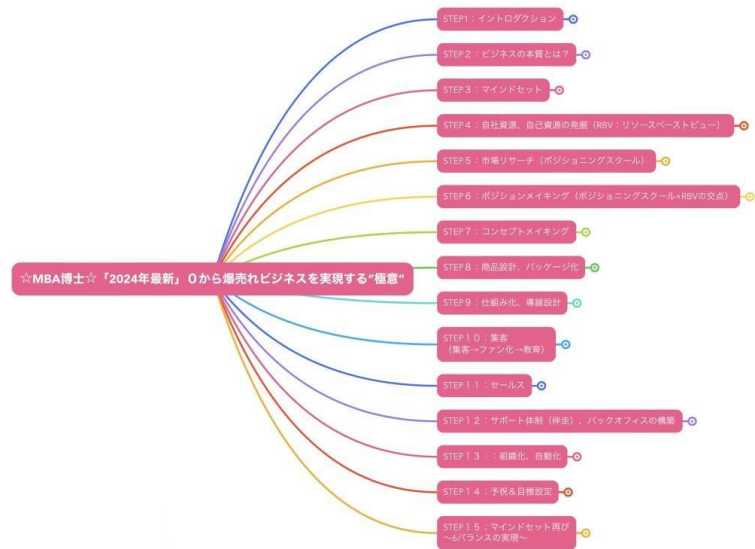 STEP1：イントロダクション
STEP２：ビジネスの本質とは？
STEP３：マインドセット
STEP４：自社資源、自己資源の発掘（RBV：リソースベーストビュー）
STEP５：市場リサーチ（ポジショニングスクール）
STEP６：ポジションメイキング（ポジショニングスクール×RBVの交点）
STEP７：コンセプトメイキング
☆MBA博士☆「2024年最新」０から爆売れビジネスを実現する“極意“
STEP８：商品設計、パッケージ化
STEP９：仕組み化、導線設計
STEP１０：集客
（集客→ファン化→教育）
STEP１１：セールス
STEP１２：サポート体制（伴走）、バックオフィスの構築
STEP１３：：組織化、自動化
STEP１４：予祝＆目標設定
STEP１５：マインドセット再び
〜6バランスの実現〜